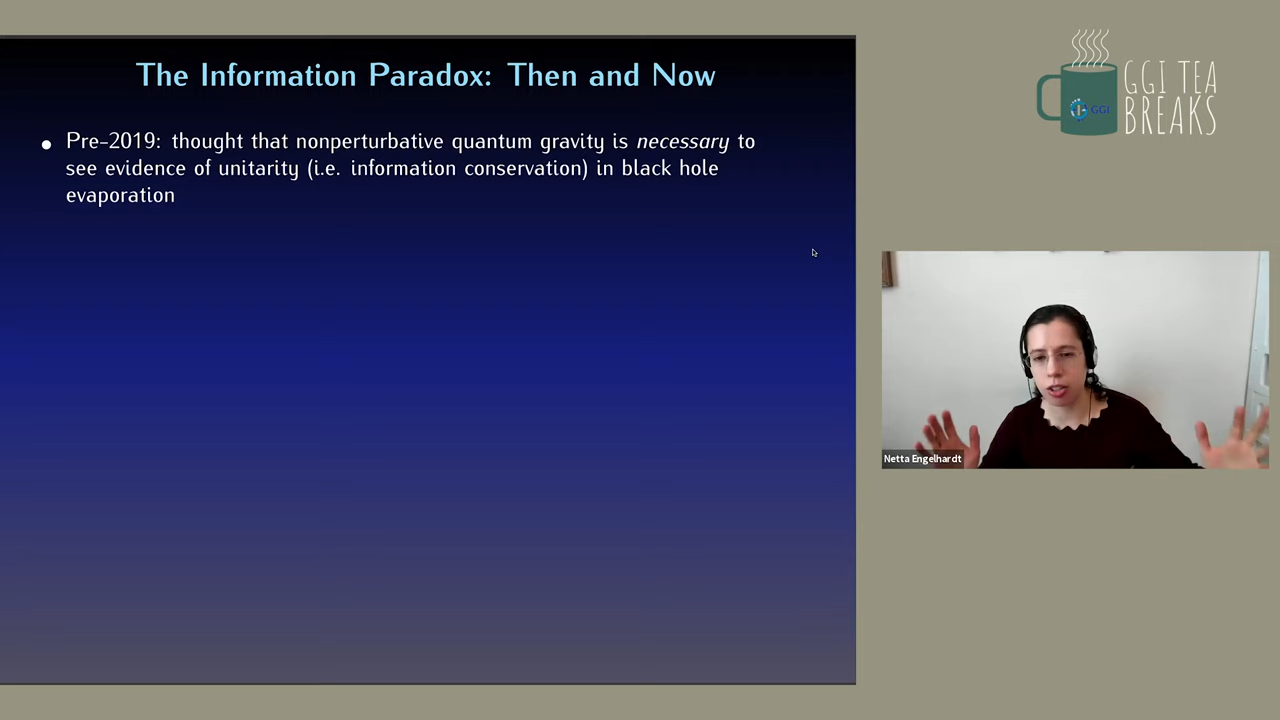 The Information Paradox: Then and Now
Pre-2019: thought that nonperturbative quantum gravity is necessary to
see evidence of unitarity (i.e. information conservation) in black hole
evaporation
GGI TEA
BREAKS
GGI
Netta Engelhardt